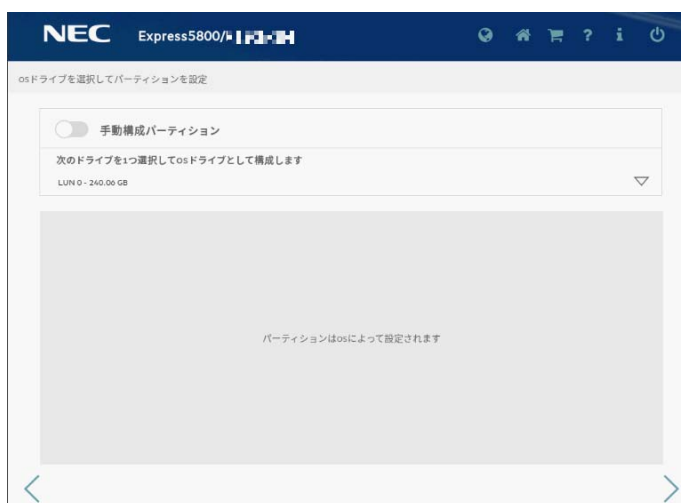 NEC Express5800/
? i
OSドライブを選択してパーティションを設定
手動構成パーティション
次のドライブを1つ選択してOSドライブとして構成します
LUN 0 - 240.06 GB
パーティションはOSによって設定されます